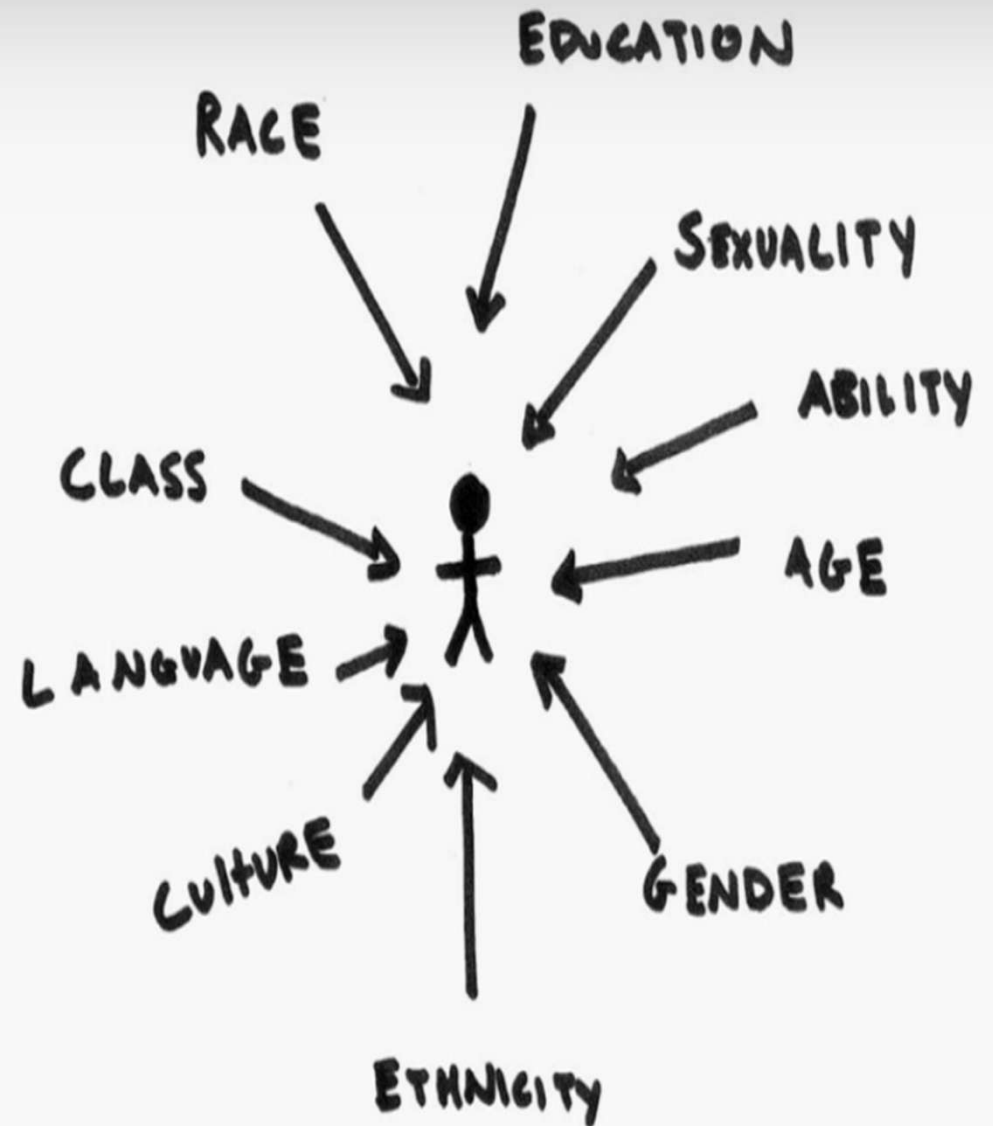 EDUCATION
RACE
SEXUALITY
ABILITY
CLASS
AGE
LANGUAGE
CULTURE
GENDER
ETHNICITY